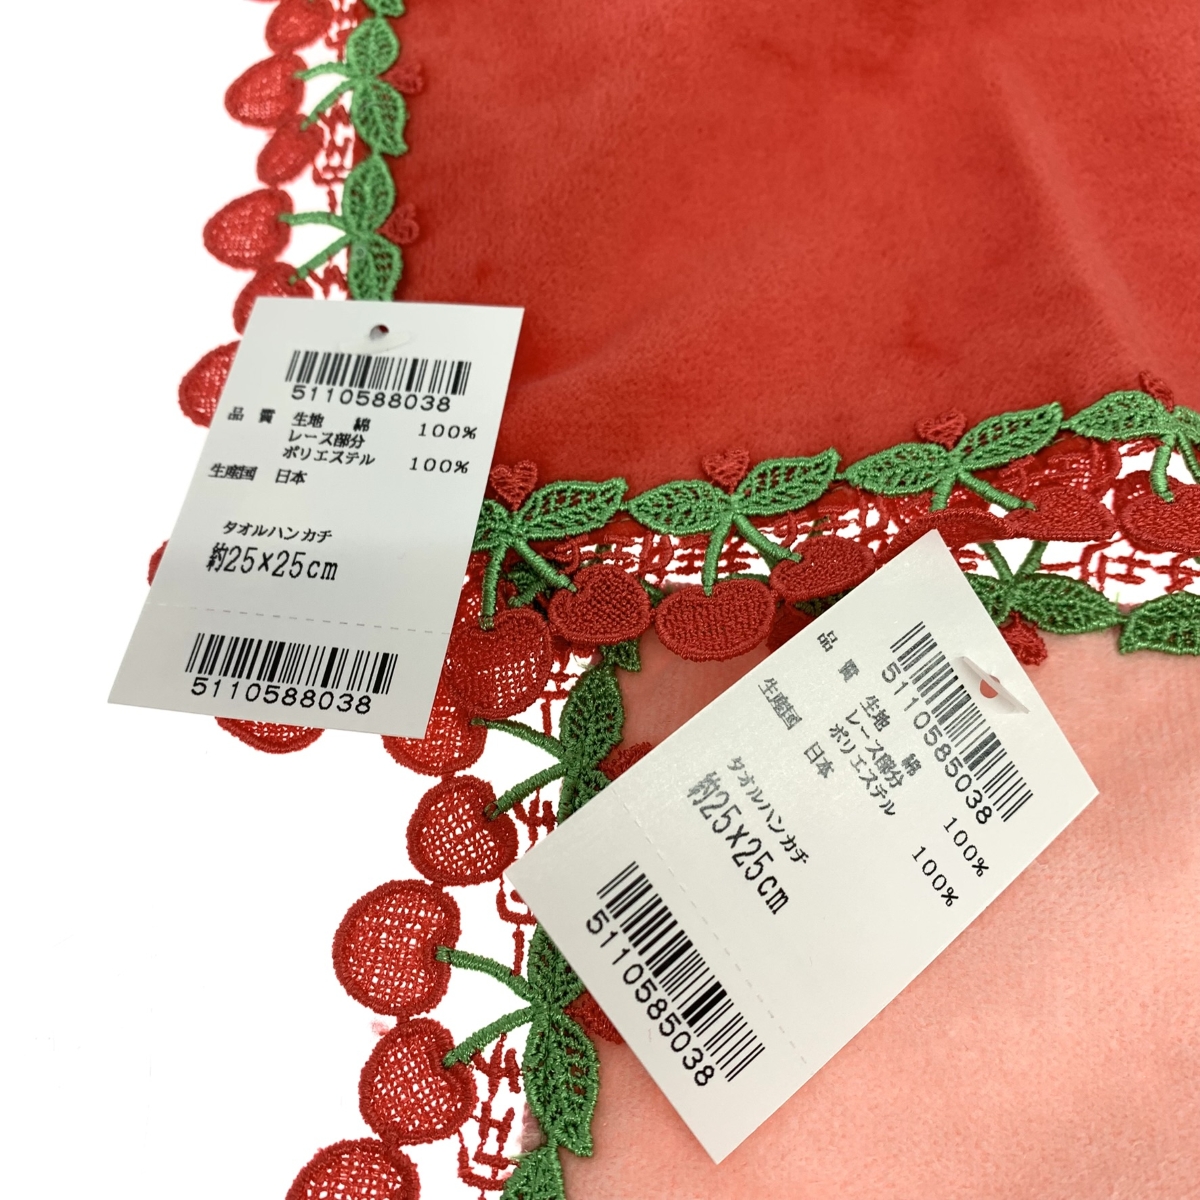 5110588038
品 質 生地 綿 100%
レース部分
ポリエステル 100%
生産国 日本
タオルハンカチ
約25×25cm
5110588038
5110585038
品 質 生地 綿 100%
レース部分
ポリエステル 100%
生産国 日本
タオルハンカチ
約25×25cm
5110585038